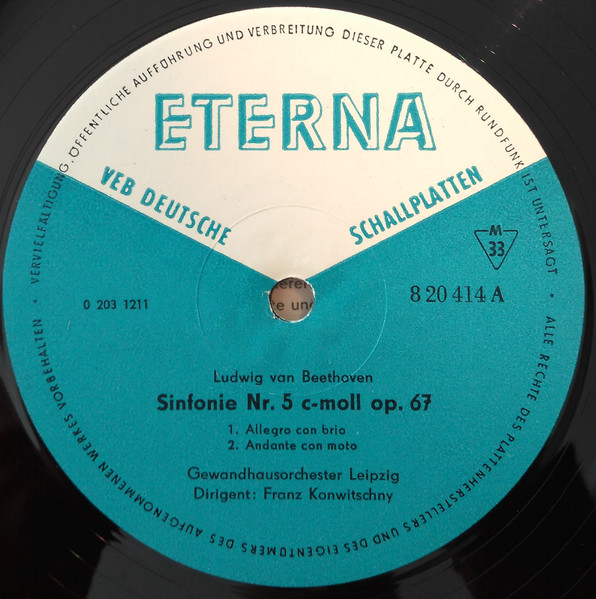 ETERNA
VEB DEUTSCHE SCHALLPLATTEN
M
33
0 203 1211
8 20 414 A
Ludwig van Beethoven
Sinfonie Nr. 5 c-moll op. 67
1. Allegro con brio
2. Andante con moto
Gewandhausorchester Leipzig
Dirigent: Franz Konwitschny
ALLE RECHTE DES PLATTENHERSTELLERS UND DES EIGENTÜMERS DES AUFGENOMMENEN WERKES VORBEHALTEN • VERVIELFÄLTIGUNG, ÖFFENTLICHE AUFFÜHRUNG UND VERBREITUNG DIESER PLATTE DURCH RUNDFUNK IST UNTERSAGT •